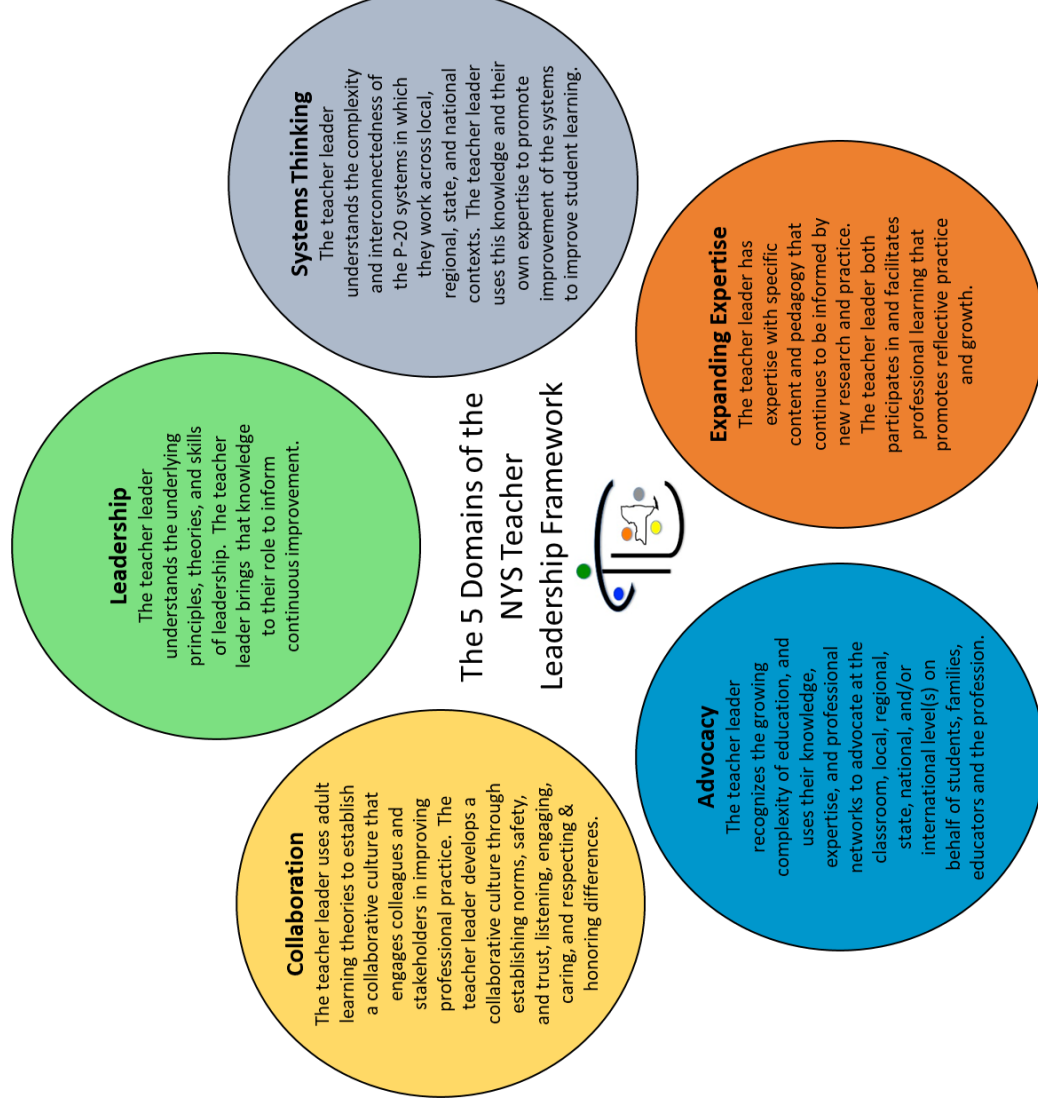 Leadership
The teacher leader
understands the underlying
principles, theories, and skills
of leadership. The teacher
leader brings that knowledge
to their role to inform
continuous improvement.
Collaboration
The teacher leader uses adult
learning theories to establish
a collaborative culture that
engages colleagues and
stakeholders in improving
professional practice. The
teacher leader develops a
collaborative culture through
establishing norms, safety,
and trust, listening, engaging,
caring, and respecting &
honoring differences.
Systems Thinking
The teacher leader
understands the complexity
and interconnectedness of
the P-20 systems in which
they work across local,
regional, state, and national
contexts. The teacher leader
uses this knowledge and their
own expertise to promote
improvement of the systems
to improve student learning.
The 5 Domains of the
NYS Teacher
Leadership Framework
Advocacy
The teacher leader
recognizes the growing
complexity of education, and
uses their knowledge,
expertise, and professional
networks to advocate at the
classroom, local, regional,
state, national, and/or
international level(s) on
behalf of students, families,
educators and the profession.
Expanding Expertise
The teacher leader has
expertise with specific
content and pedagogy that
continues to be informed by
new research and practice.
The teacher leader both
participates in and facilitates
professional learning that
promotes reflective practice
and growth.